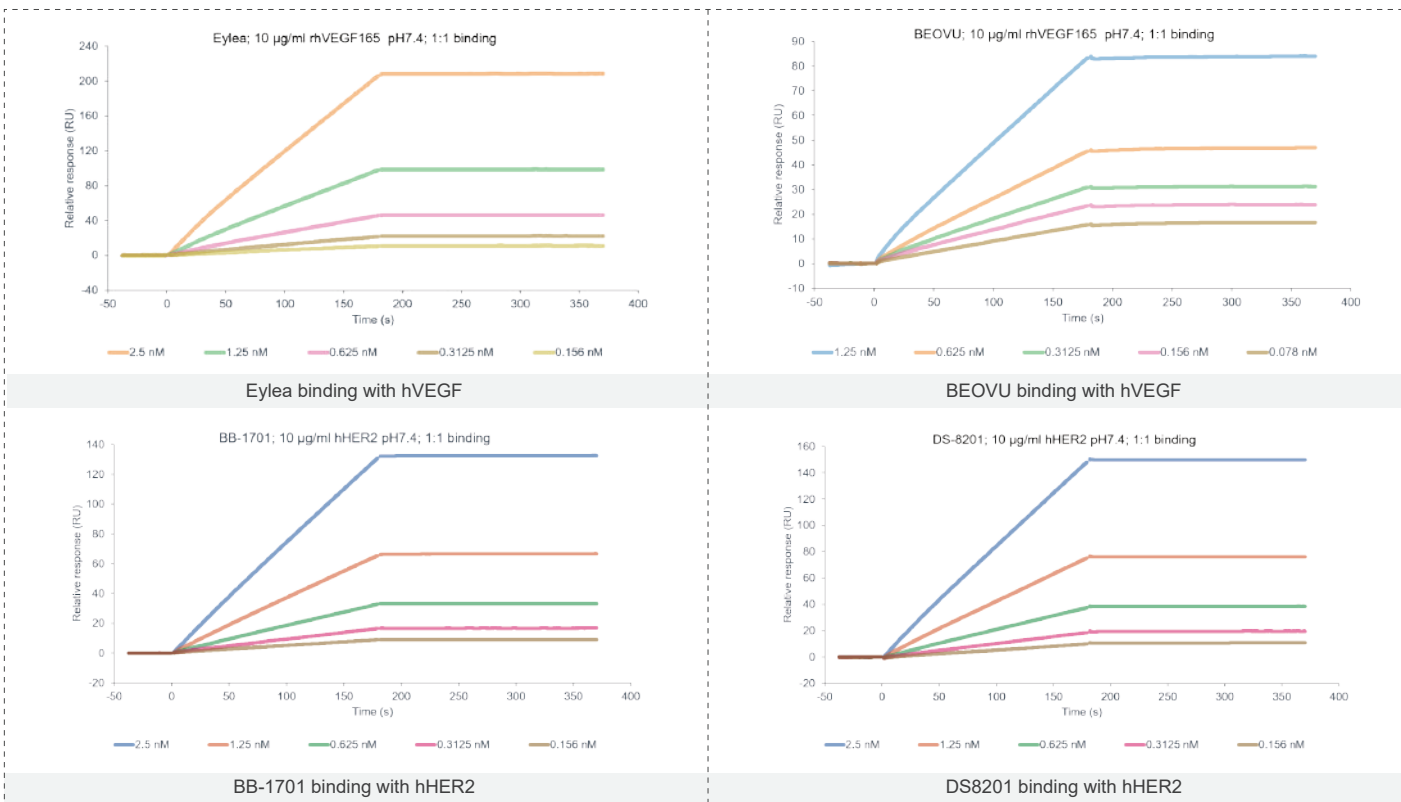 Eylea; 10 µg/ml rhVEGF165 pH7.4; 1:1 binding
Relative response (RU)
240
200
160
120
80
40
0
-40
-50 0 50 100 150 200 250 300 350 400
Time (s)
2.5 nM 1.25 nM 0.625 nM 0.3125 nM 0.156 nM
Eylea binding with hVEGF
BEOVU; 10 µg/ml rhVEGF165 pH7.4; 1:1 binding
Relative response (RU)
90
80
70
60
50
40
30
20
10
0
-10
-50 0 50 100 150 200 250 300 350 400
Time (s)
1.25 nM 0.625 nM 0.3125 nM 0.156 nM 0.078 nM
BEOVU binding with hVEGF
BB-1701; 10 µg/ml hHER2 pH7.4; 1:1 binding
Relative response (RU)
140
120
100
80
60
40
20
0
-20
-50 0 50 100 150 200 250 300 350 400
Time (s)
2.5 nM 1.25 nM 0.625 nM 0.3125 nM 0.156 nM
BB-1701 binding with hHER2
DS-8201; 10 µg/ml hHER2 pH7.4; 1:1 binding
Relative response (RU)
160
140
120
100
80
60
40
20
0
-20
-50 0 50 100 150 200 250 300 350 400
Time (s)
2.5 nM 1.25 nM 0.625 nM 0.3125 nM 0.156 nM
DS8201 binding with hHER2